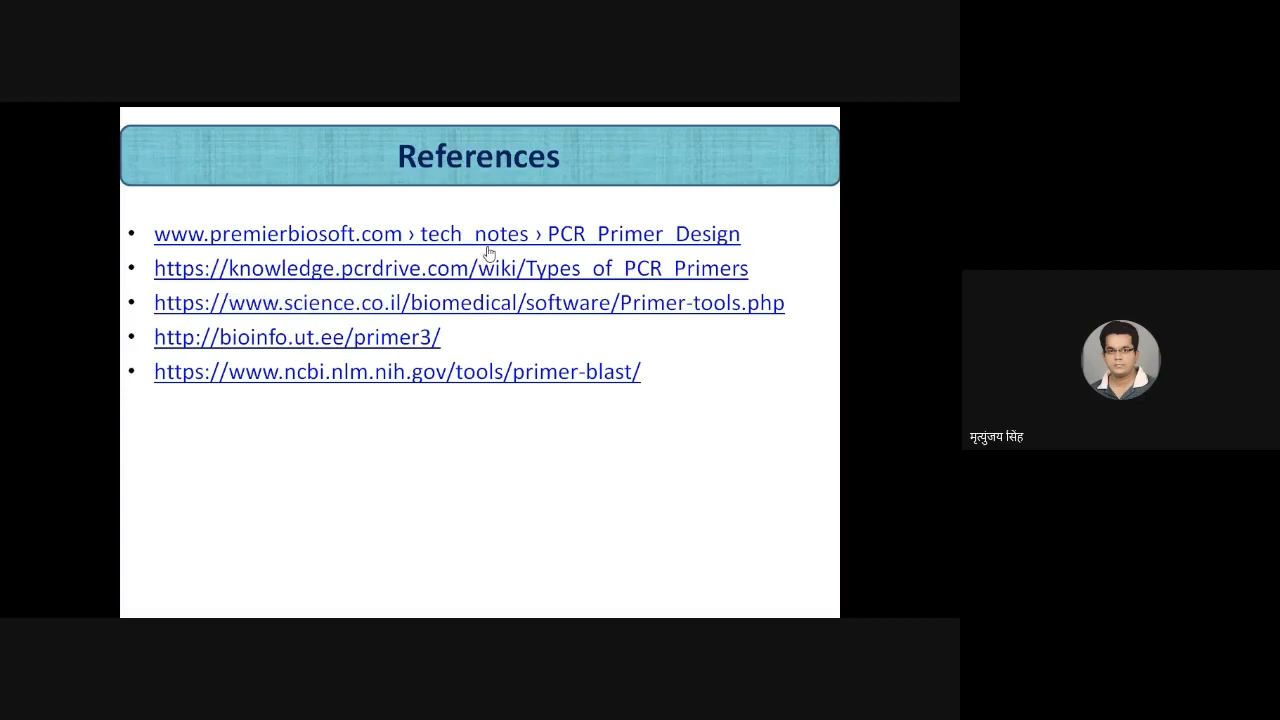 References
• www.premierbiosoft.com › tech_notes › PCR_Primer_Design
• https://knowledge.pcrdrive.com/wiki/Types_of_PCR_Primers
• https://www.science.co.il/biomedical/software/Primer-tools.php
• http://bioinfo.ut.ee/primer3/
• https://www.ncbi.nlm.nih.gov/tools/primer-blast/
मृत्युंजय सिंह